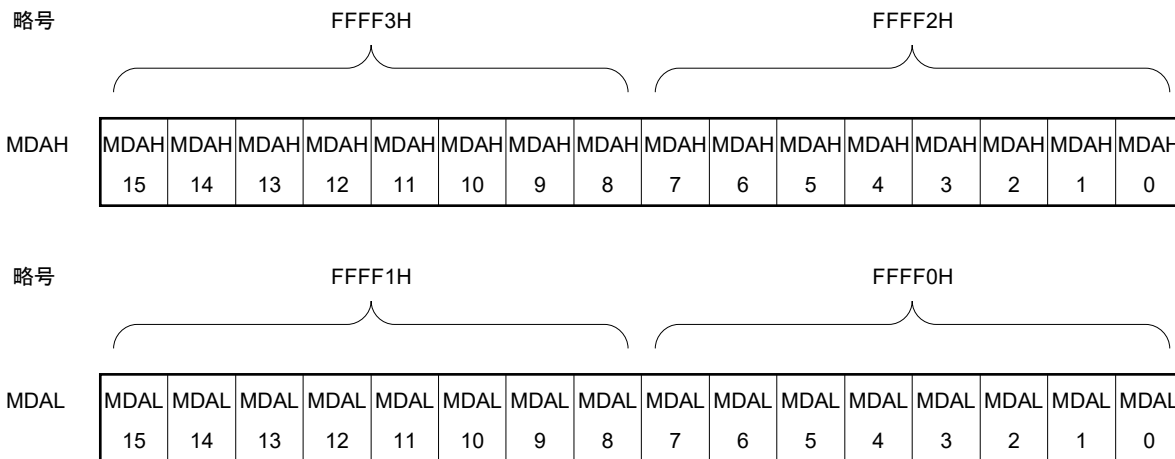 略号 FFFF3H FFFF2H
MDAH MDAH MDAH MDAH MDAH MDAH MDAH MDAH MDAH MDAH MDAH MDAH MDAH MDAH MDAH MDAH MDAH
15 14 13 12 11 10 9 8 7 6 5 4 3 2 1 0
略号 FFFF1H FFFF0H
MDAL MDAL MDAL MDAL MDAL MDAL MDAL MDAL MDAL MDAL MDAL MDAL MDAL MDAL MDAL MDAL MDAL
15 14 13 12 11 10 9 8 7 6 5 4 3 2 1 0